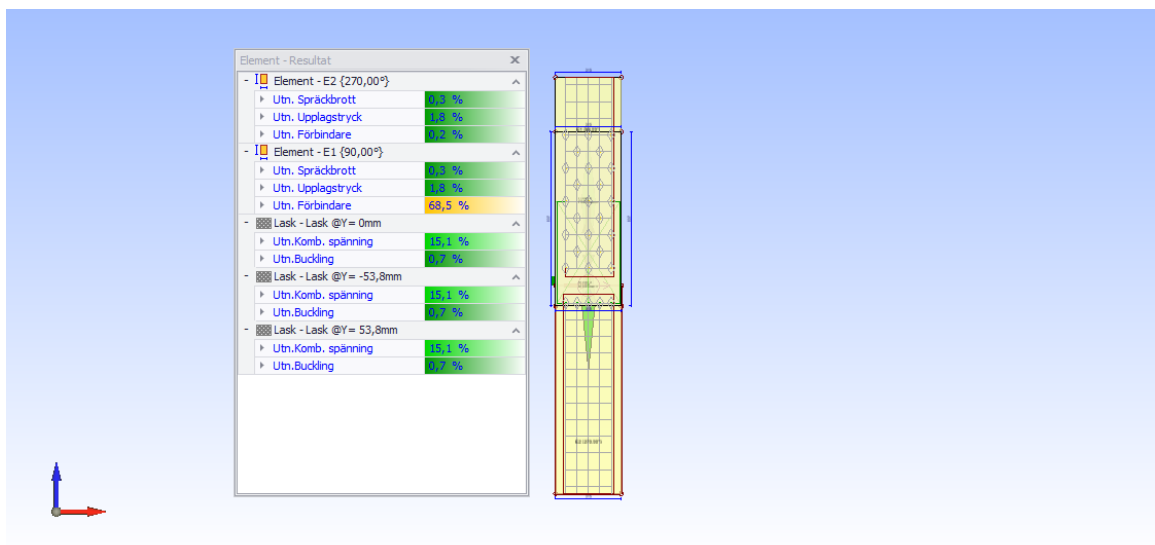 Element - Resultat
- Element - E2 {270,00°}
Utn. Spräckbrott 0,3 %
Utn. Upplagstryck 1,8 %
Utn. Förbindare 0,2 %
- Element - E1 {90,00°}
Utn. Spräckbrott 0,3 %
Utn. Upplagstryck 1,8 %
Utn. Förbindare 68,5 %
- Lask - Lask @Y= 0mm
Utn.Komb. spänning 15,1 %
Utn.Buckling 0,7 %
- Lask - Lask @Y= -53,8mm
Utn.Komb. spänning 15,1 %
Utn.Buckling 0,7 %
- Lask - Lask @Y= 53,8mm
Utn.Komb. spänning 15,1 %
Utn.Buckling 0,7 %